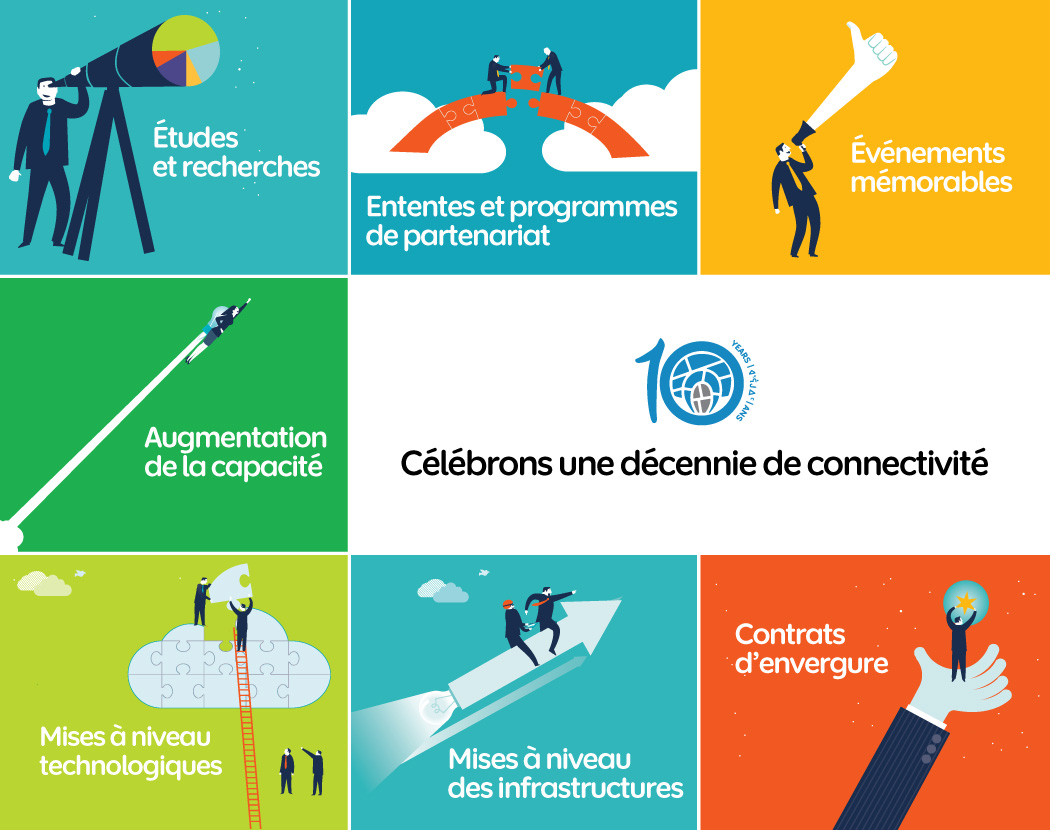 Études
et recherches
Ententes et programmes
de partenariat
Événements
mémorables
Augmentation
de la capacité
10
YEARS | ᐊᕐᕌᒍᐃᑦ | ANS
Célébrons une décennie de connectivité
Mises à niveau
technologiques
Mises à niveau
des infrastructures
Contrats
d’envergure